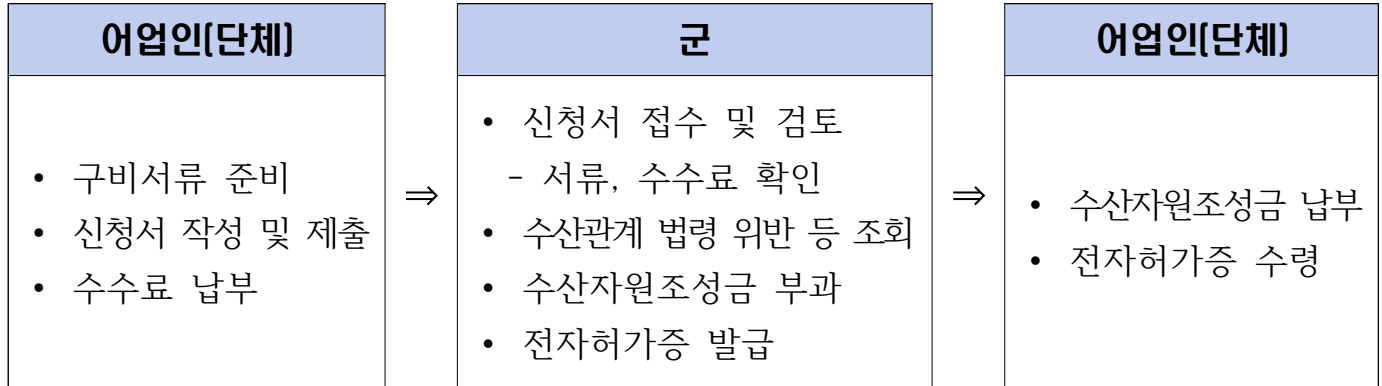 어업인(단체)
• 구비서류 준비
• 신청서 작성 및 제출
• 수수료 납부
⇒
군
• 신청서 접수 및 검토
- 서류, 수수료 확인
• 수산관계 법령 위반 등 조회
• 수산자원조성금 부과
• 전자허가증 발급
⇒
어업인(단체)
• 수산자원조성금 납부
• 전자허가증 수령